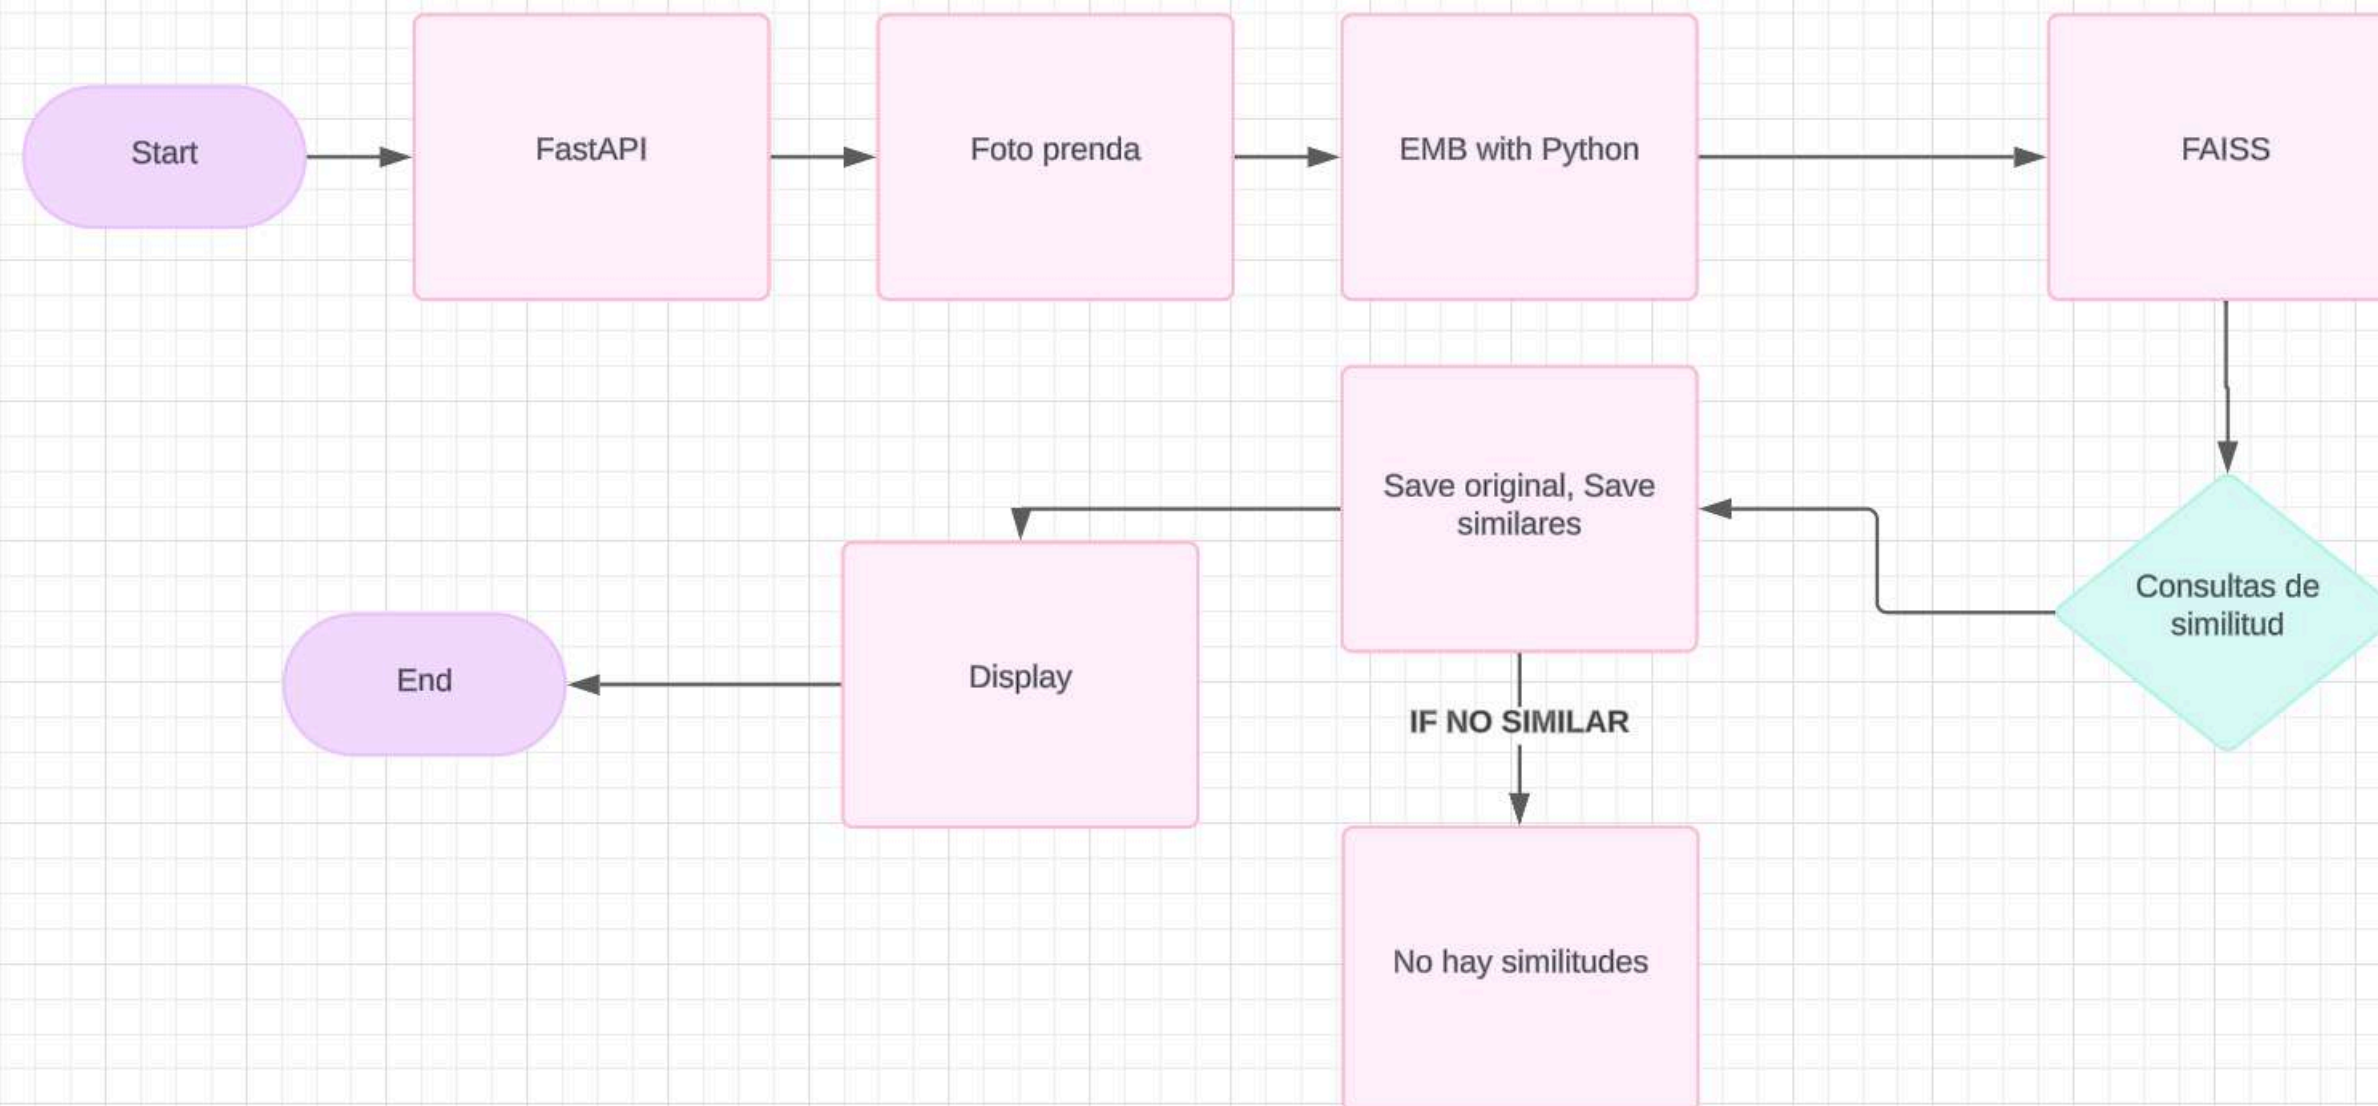 Start
FastAPI
Foto prenda
EMB with Python
FAISS
Save original, Save
similares
Consultas de
similitud
Display
End
IF NO SIMILAR
No hay similitudes